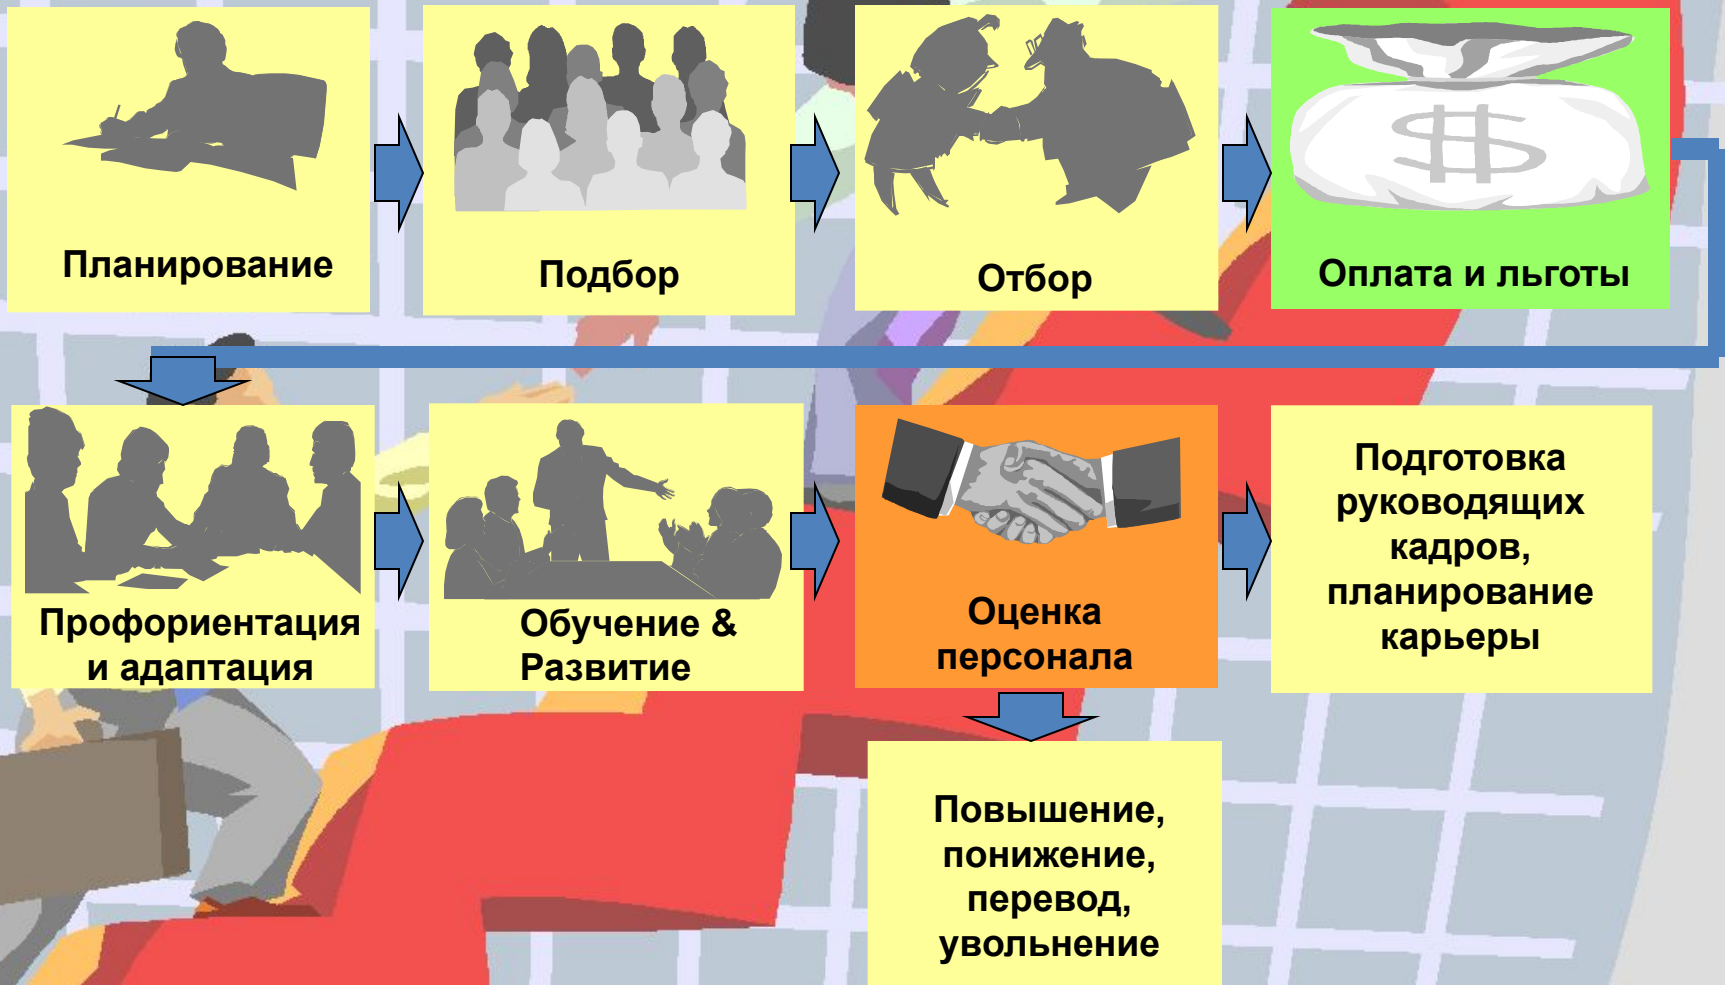 Планирование
Подбор
Отбор
Оплата и льготы
Профориентация
и адаптация
Обучение &
Развитие
Оценка
персонала
Подготовка
руководящих
кадров,
планирование
карьеры
Повышение,
понижение,
перевод,
увольнение